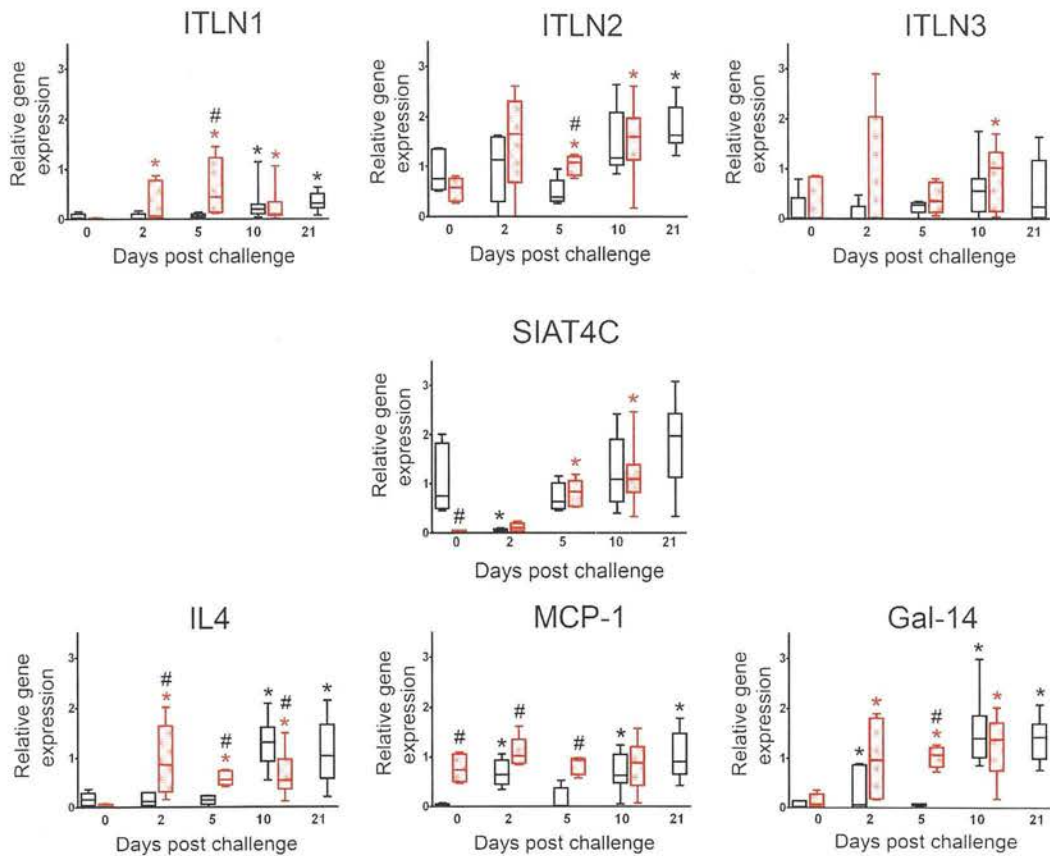 ITLN1
ITLN2
ITLN3
Relative gene
expression
3
2
1
0
# 
* * * * *
0 2 5 10 21
Days post challenge
Relative gene
expression
3
2
1
0
#
* * *
0 2 5 10 21
Days post challenge
Relative gene
expression
3
2
1
0
*
0 2 5 10 21
Days post challenge
SIAT4C
Relative gene
expression
3
2
1
0
# * * *
0 2 5 10 21
Days post challenge
IL4
MCP-1
Gal-14
Relative gene
expression
3
2
1
0
# # #
* * * * *
0 2 5 10 21
Days post challenge
Relative gene
expression
3
2
1
0
# * # # * *
0 2 5 10 21
Days post challenge
Relative gene
expression
3
2
1
0
#
* * * * * *
0 2 5 10 21
Days post challenge